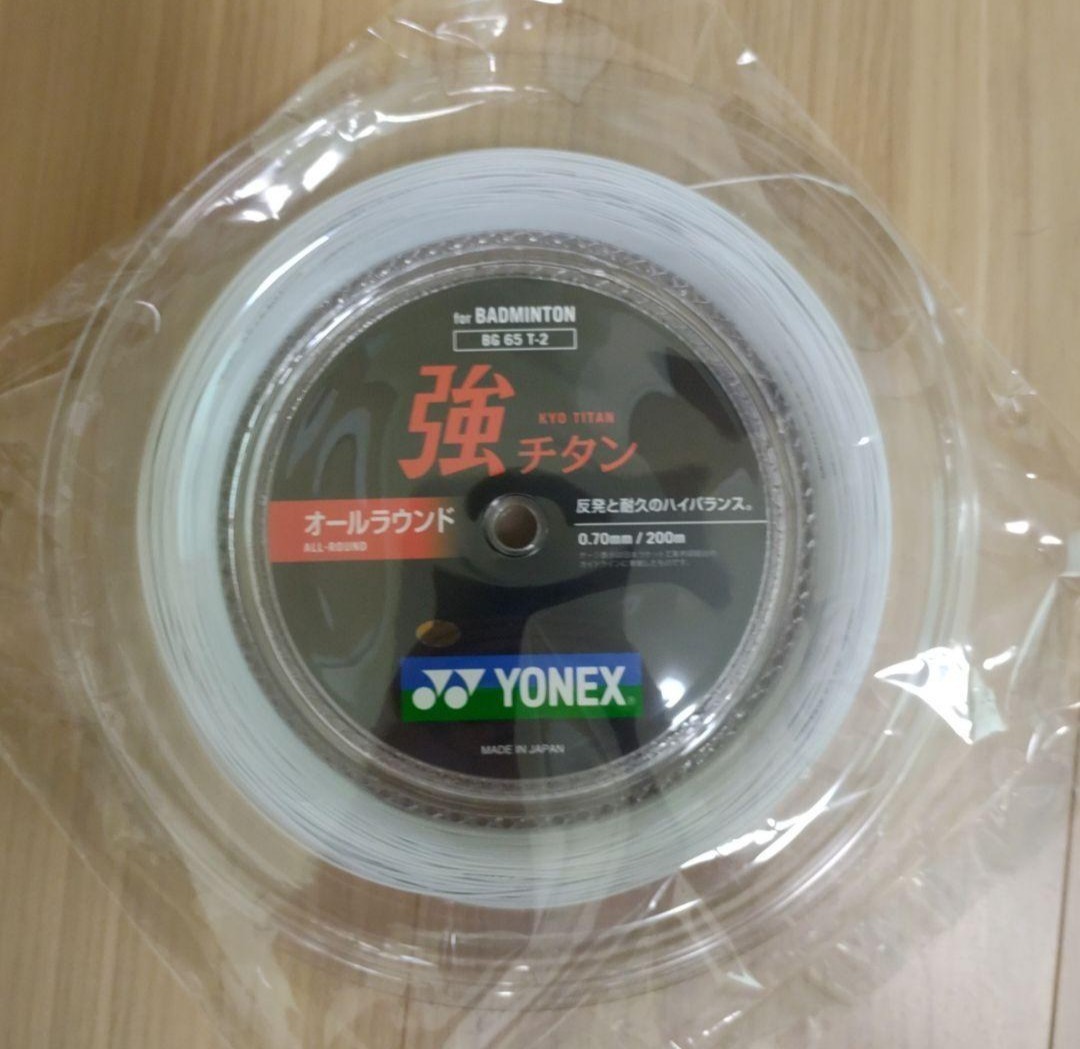 for BADMINTON
BG 65 T-2
強
KYO TITAN
チタン
オールラウンド
ALL-ROUND
反発と耐久のハイバランス。
0.70mm / 200m
YONEX
MADE IN JAPAN